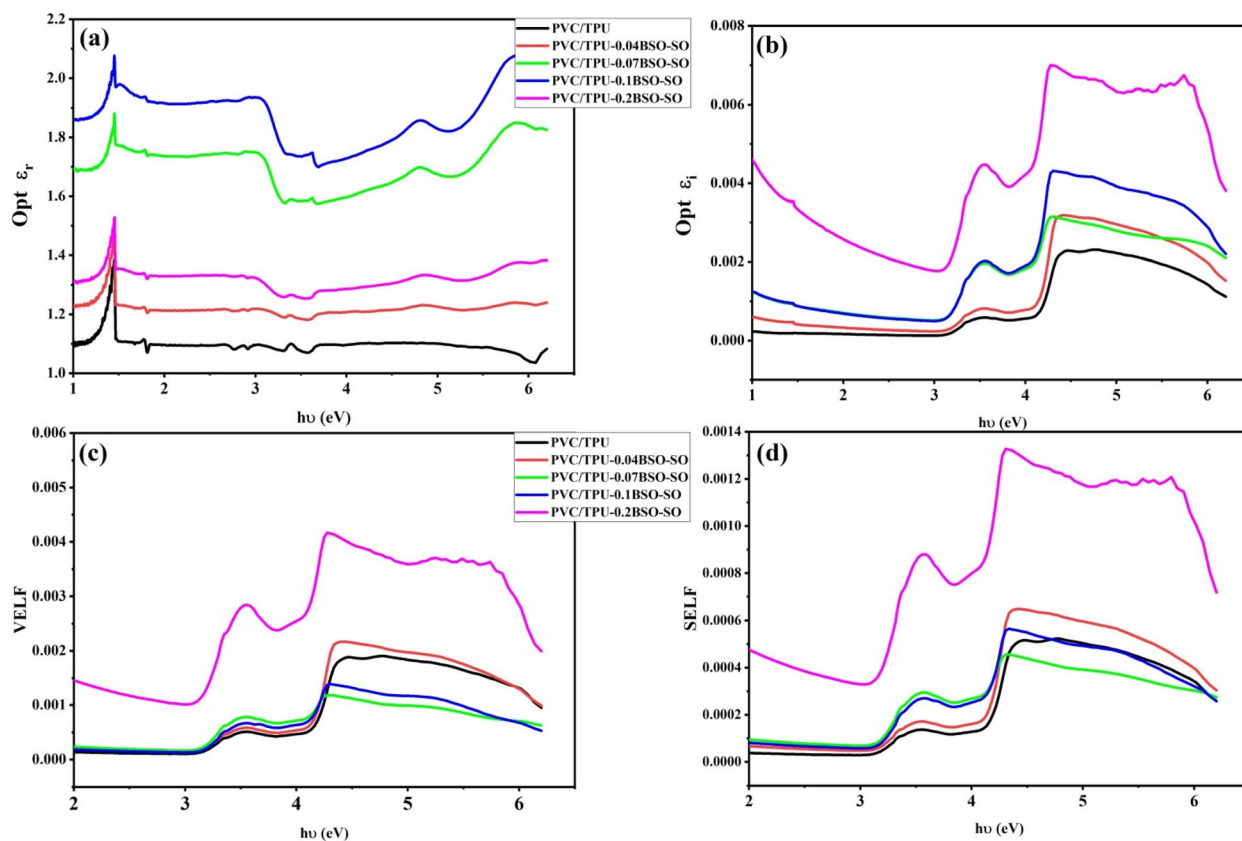 (a)
2.2
2.0
1.8
1.6
1.4
1.2
1.0
Opt εr
1 2 3 4 5 6
hυ (eV)
PVC/TPU
PVC/TPU-0.04BSO-SO
PVC/TPU-0.07BSO-SO
PVC/TPU-0.1BSO-SO
PVC/TPU-0.2BSO-SO
(b)
0.008
0.006
0.004
0.002
0.000
Opt εi
1 2 3 4 5 6
hυ (eV)
(c)
0.006
0.005
0.004
0.003
0.002
0.001
0.000
VELF
2 3 4 5 6
hυ (eV)
PVC/TPU
PVC/TPU-0.04BSO-SO
PVC/TPU-0.07BSO-SO
PVC/TPU-0.1BSO-SO
PVC/TPU-0.2BSO-SO
(d)
0.0014
0.0012
0.0010
0.0008
0.0006
0.0004
0.0002
0.0000
SELF
2 3 4 5 6
hυ (eV)